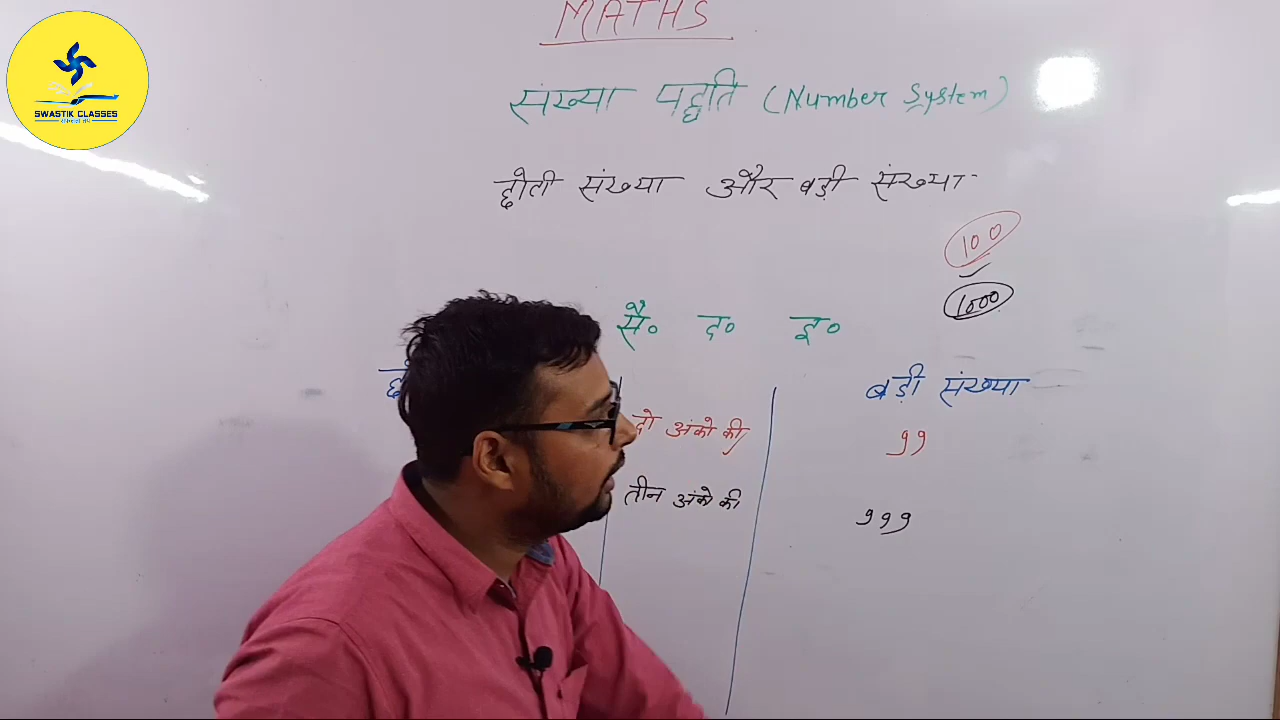 SWASTIK CLASSES
MATHS
संख्या पद्धति (Number System)
छोटी संख्या और बड़ी संख्या
100
1000
सै० द० इ०
बड़ी संख्या
दो अंको की 99
तीन अंको की 999